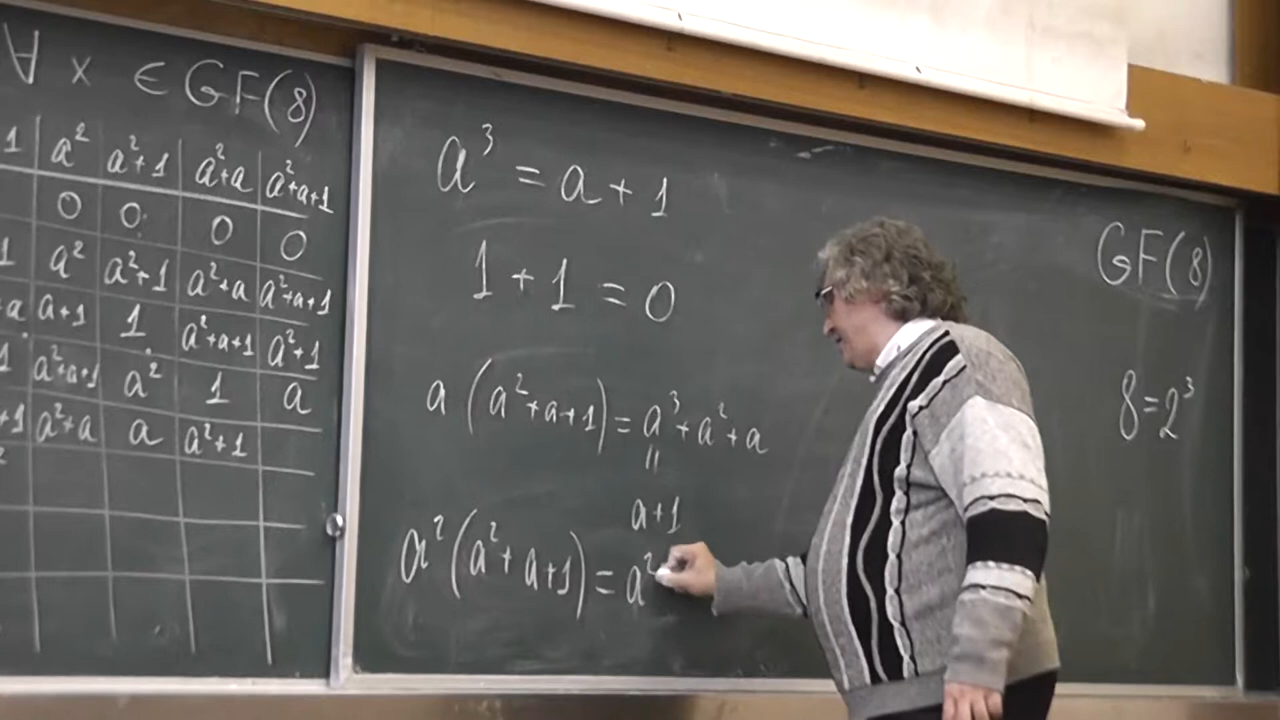 ∀ x ∈ GF(8)
1 | a² | a²+1 | a²+a | a²+a+1
0 | 0 | 0 | 0
1 | a² | a²+1 | a²+a | a²+a+1
+a | a+1 | 1 | a²+a+1 | a²+1
1 | a²+a+1 | a² | 1 | a
+1 | a²+a | a | a²+1
²
a³ = a+1
1+1=0
a(a²+a+1)=a³+a²+a
॥
a+1
a²(a²+a+1)=a²
GF(8)
8=2³